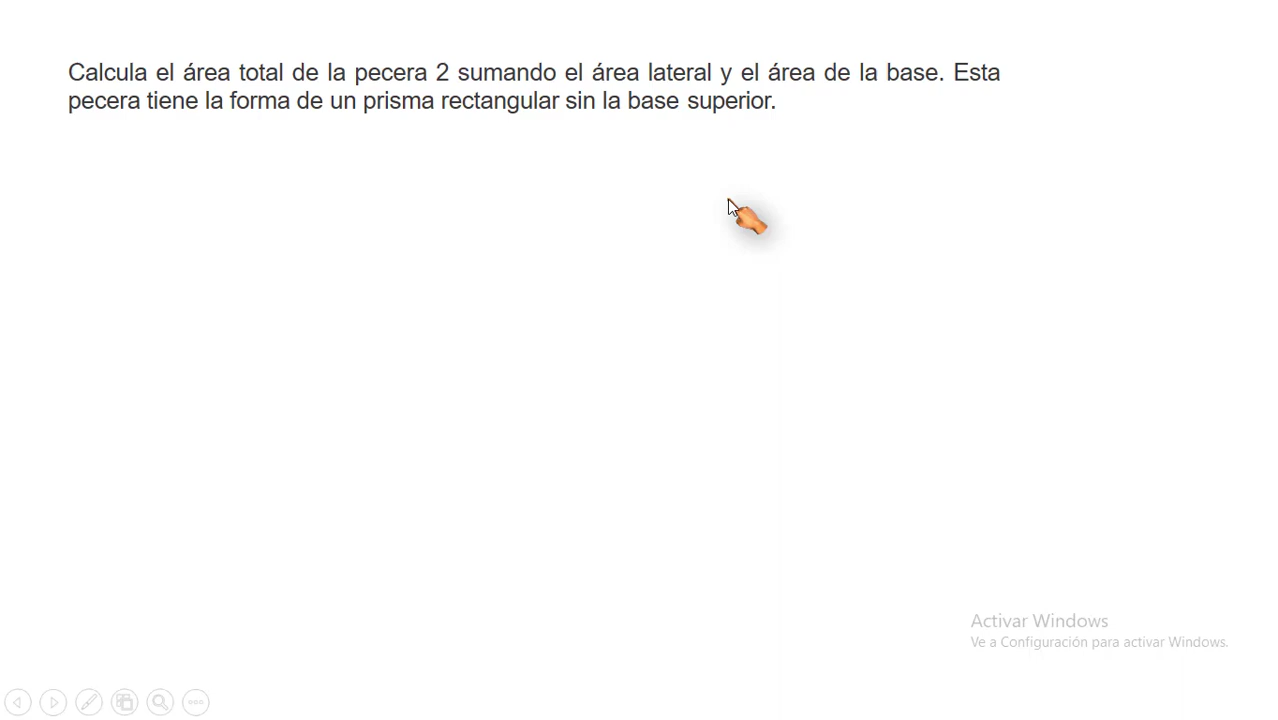 Calcula el área total de la pecera 2 sumando el área lateral y el área de la base. Esta
pecera tiene la forma de un prisma rectangular sin la base superior.
Activar Windows
Ve a Configuración para activar Windows.